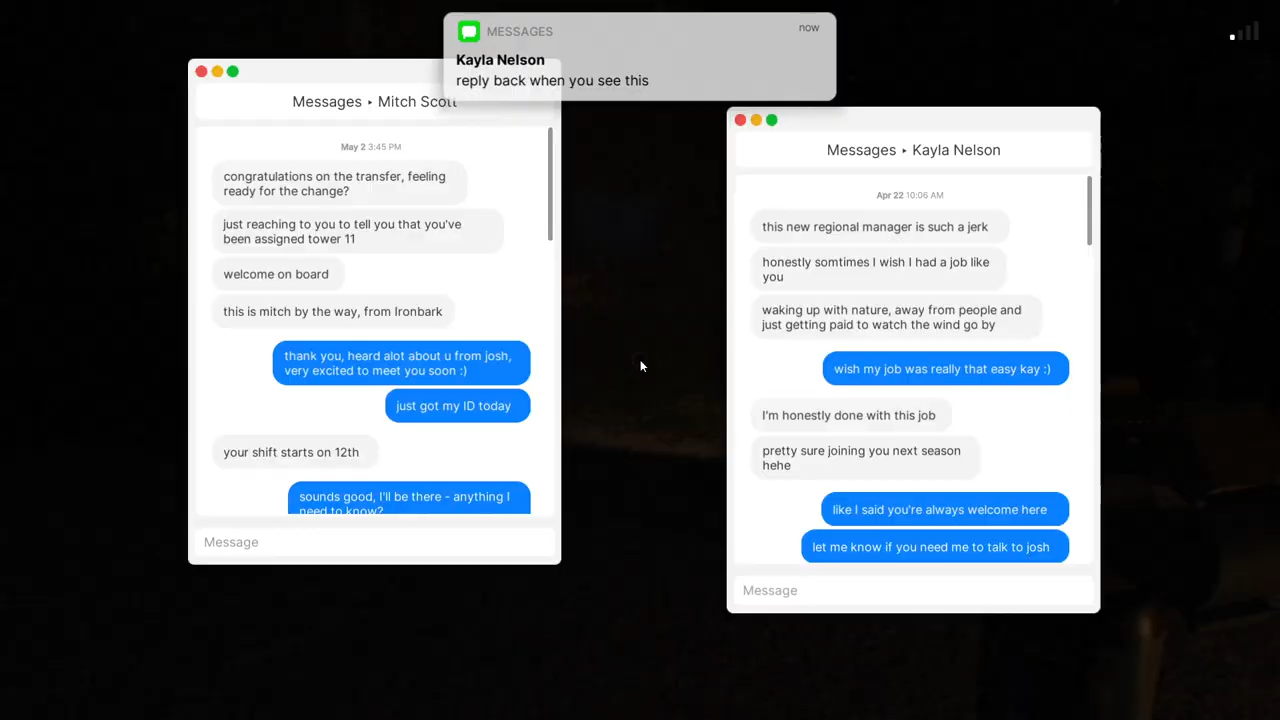 MESSAGES
now
Kayla Nelson
reply back when you see this
Messages ▸ Mitch Scott
May 2 3:45 PM
congratulations on the transfer, feeling
ready for the change?
just reaching to you to tell you that you've
been assigned tower 11
welcome on board
this is mitch by the way, from Ironbark
thank you, heard alot about u from josh,
very excited to meet you soon :)
just got my ID today
your shift starts on 12th
sounds good, I'll be there - anything I
need to know?
Message
Messages ▸ Kayla Nelson
Apr 22 10:06 AM
this new regional manager is such a jerk
honestly somtimes I wish I had a job like
you
waking up with nature, away from people and
just getting paid to watch the wind go by
wish my job was really that easy kay :)
I'm honestly done with this job
pretty sure joining you next season
hehe
like I said you're always welcome here
let me know if you need me to talk to josh
Message